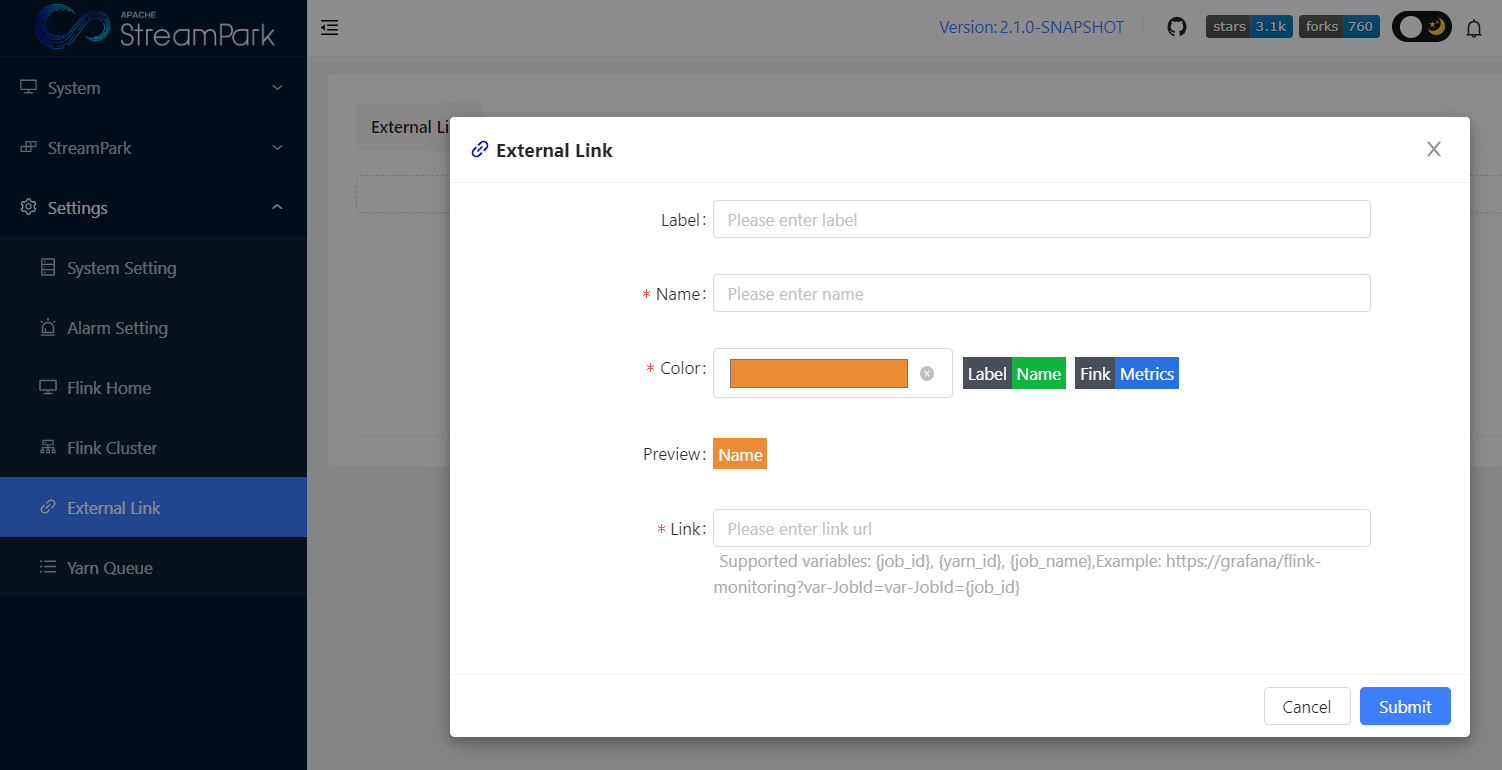 APACHE
StreamPark
Version: 2.1.0-SNAPSHOT
stars 3.1k
forks 760
System
StreamPark
Settings
System Setting
Alarm Setting
Flink Home
Flink Cluster
External Link
Yarn Queue
External Li
External Link
Label:
Please enter label
* Name:
Please enter name
* Color:
Label Name
Fink Metrics
Preview:
Name
* Link:
Please enter link url
Supported variables: {job_id}, {yarn_id}, {job_name},Example: https://grafana/flink-
monitoring?var-JobId=var-JobId={job_id}
Cancel
Submit